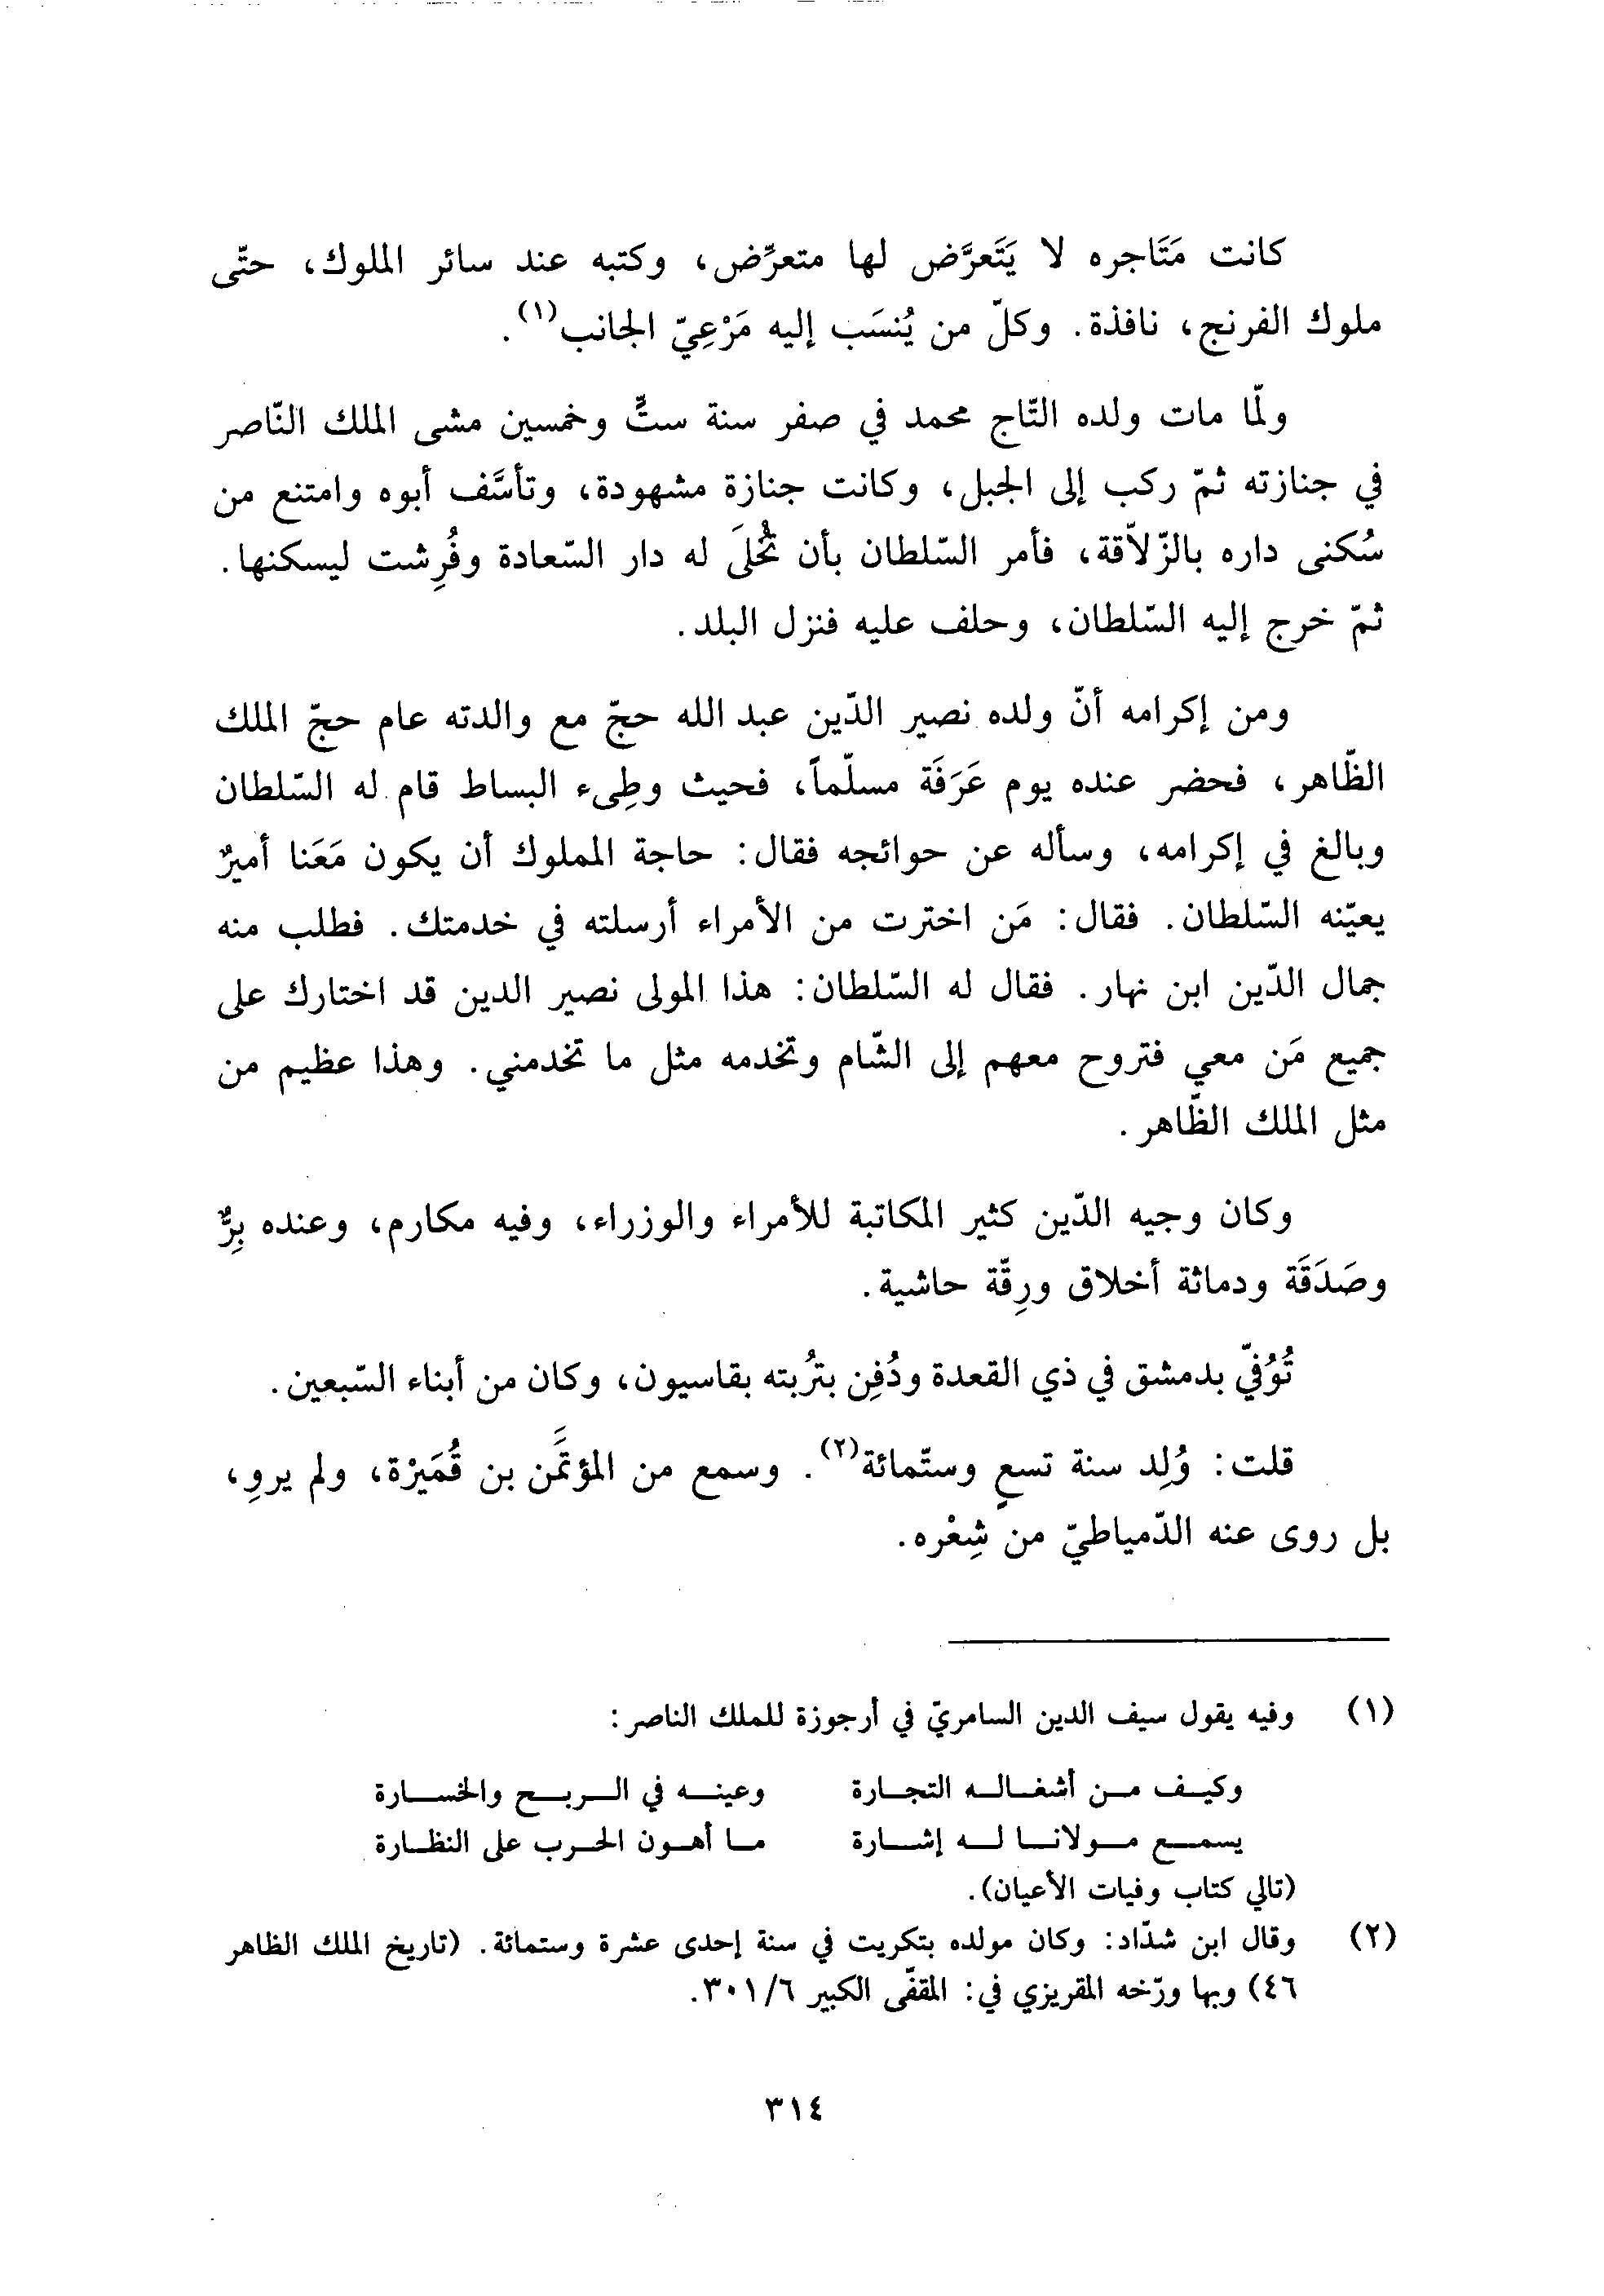 كانت مَتَاجره لا يَتَعرَّض لها متعرِّض، وكتبه عند سائر الملوك، حتّى
ملوك الفرنج، نافذة. وكلّ من يُنسَب إليه مَرْعِيّ الجانب(١).
ولمّا مات ولده التّاج محمد في صفر سنة ستٍّ وخمسين مشى الملك النّاصر
في جنازته ثمّ ركب إلى الجبل، وكانت جنازة مشهودة، وتأسَّف أبوه وامتنع من
سُكنى داره بالزّلاّقة، فأمر السّلطان بأن تُخْلَى له دار السّعادة وفُرِشت ليسكنها.
ثمّ خرج إليه السّلطان، وحلف عليه فنزل البلد.
ومن إكرامه أنّ ولده نصير الدّين عبد الله حجّ مع والدته عام حجّ الملك
الظّاهر، فحضر عنده يوم عَرَفَة مسلّماً، فحيث وطِىء البساط قام له السّلطان
وبالغ في إكرامه، وسأله عن حوائجه فقال: حاجة المملوك أن يكون مَعَنا أميرٌ
يعيّنه السّلطان. فقال: مَن اخترت من الأمراء أرسلته في خدمتك. فطلب منه
جمال الدّين ابن نهار. فقال له السّلطان: هذا المولى نصير الدين قد اختارك على
جميع مَن معي فتروح معهم إلى الشّام وتخدمه مثل ما تخدمني. وهذا عظيم من
مثل الملك الظّاهر.
وكان وجيه الدّين كثير المكاتبة للأمراء والوزراء، وفيه مكارم، وعنده بِرٌّ
وصَدَقَة ودماثة أخلاق ورِقّة حاشية.
تُوُفّي بدمشق في ذي القعدة ودُفِن بتُربته بقاسيون، وكان من أبناء السّبعين.
قلت: وُلِد سنة تسعٍ وستّمائة(٢). وسمع من المؤتمَن بن قُمَيرْة، ولم يروِ،
بل روى عنه الدّمياطيّ من شِعْره.
(١) وفيه يقول سيف الدين السامريّ في أرجوزة للملك الناصر:
وكيف من أشغاله التجارة وعينه في الربح والخسارة
يسمع مولانا له إشارة ما أهون الحرب على النظارة
(تالي كتاب وفيات الأعيان).
(٢) وقال ابن شدّاد: وكان مولده بتكريت في سنة إحدى عشرة وستمائة. (تاريخ الملك الظاهر
٤٦) وبها ورّخه المقريزي في: المقفّى الكبير ٣٠١/٦.
٣١٤